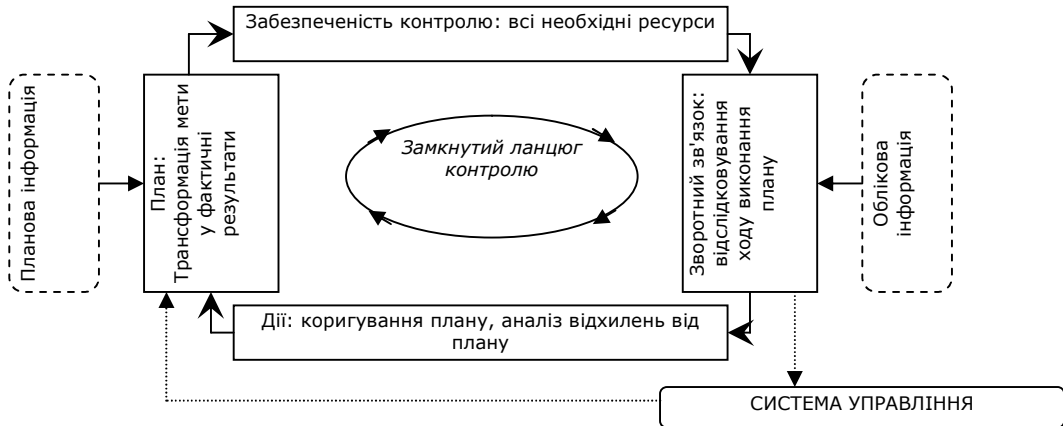 Забезпеченість контролю: всі необхідні ресурси
Планова інформація
План:
Трансформація мети
у фактичні
результати
Замкнутий ланцюг
контролю
Зворотний зв'язок:
відслідковування
ходу виконання
плану
Облікова
інформація
Дії: коригування плану, аналіз відхилень від
плану
СИСТЕМА УПРАВЛІННЯ